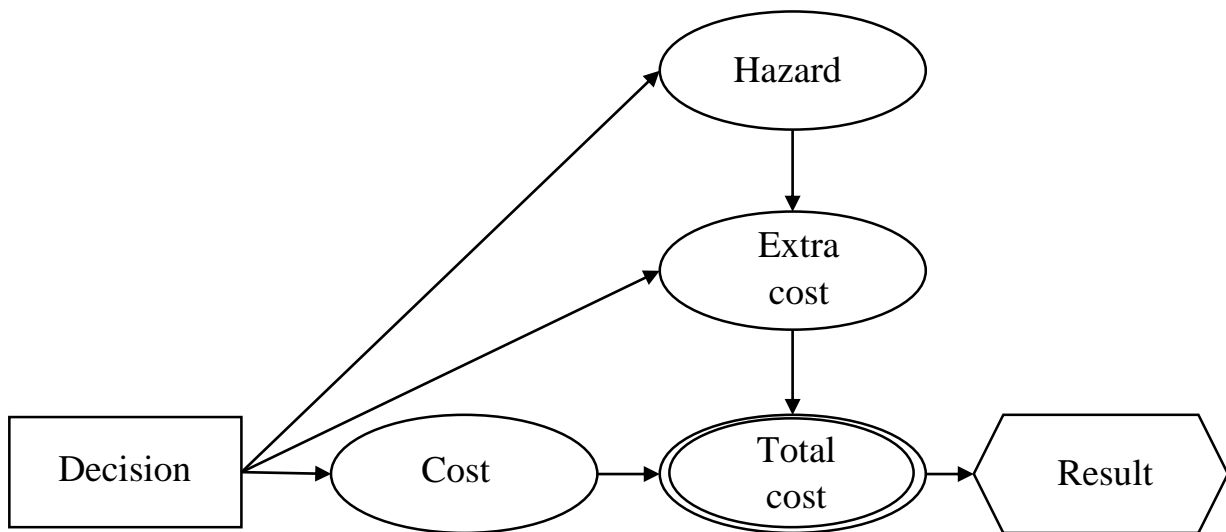 Hazard
Extra
cost
Decision
Cost
Total
cost
Result